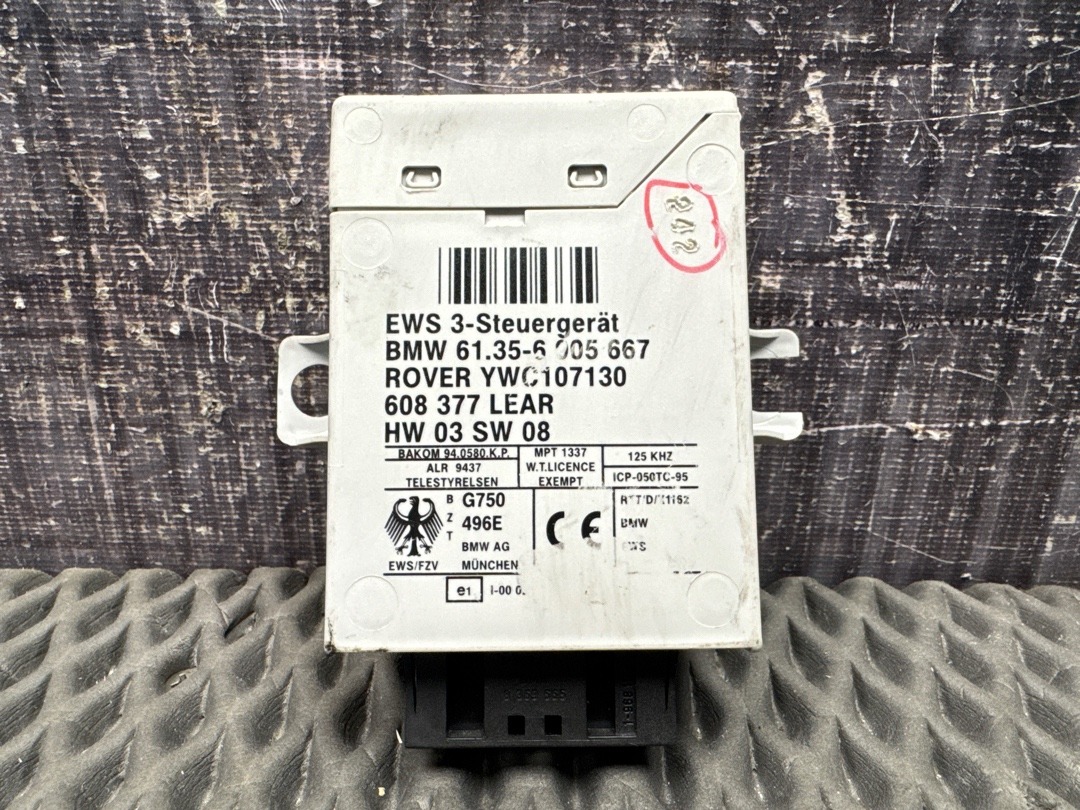 242
EWS 3-Steuergerät
BMW 61.35-6 005 667
ROVER YWC107130
608 377 LEAR
HW 03 SW 08
BAKOM 94.0580.K.P.
ALR 9437
TELESTYRELSEN
MPT 1337
W.T.LICENCE
EXEMPT
125 KHZ
ICP-050TC-95
EWS/FZV
BZT
G750
496E
BMW AG
MÜNCHEN
CE
BMW
e1